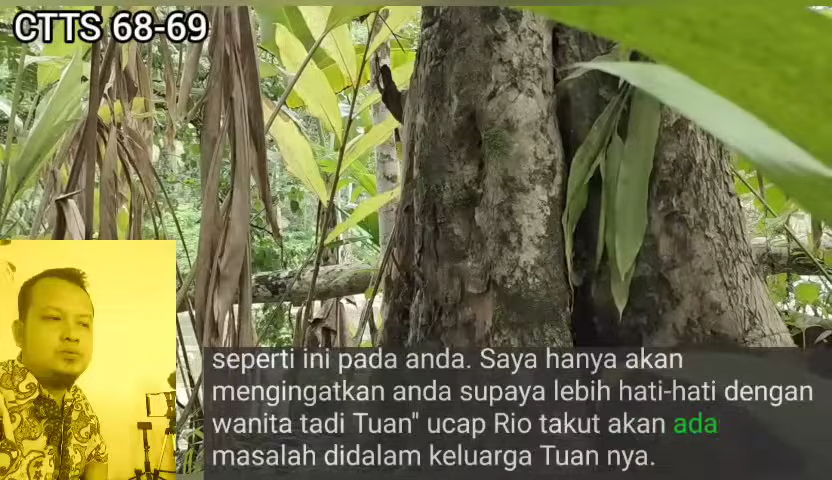 CTTS 68-69
seperti ini pada anda. Saya hanya akan
mengingatkan anda supaya lebih hati-hati dengan
wanita tadi Tuan" ucap Rio takut akan ada
masalah didalam keluarga Tuan nya.